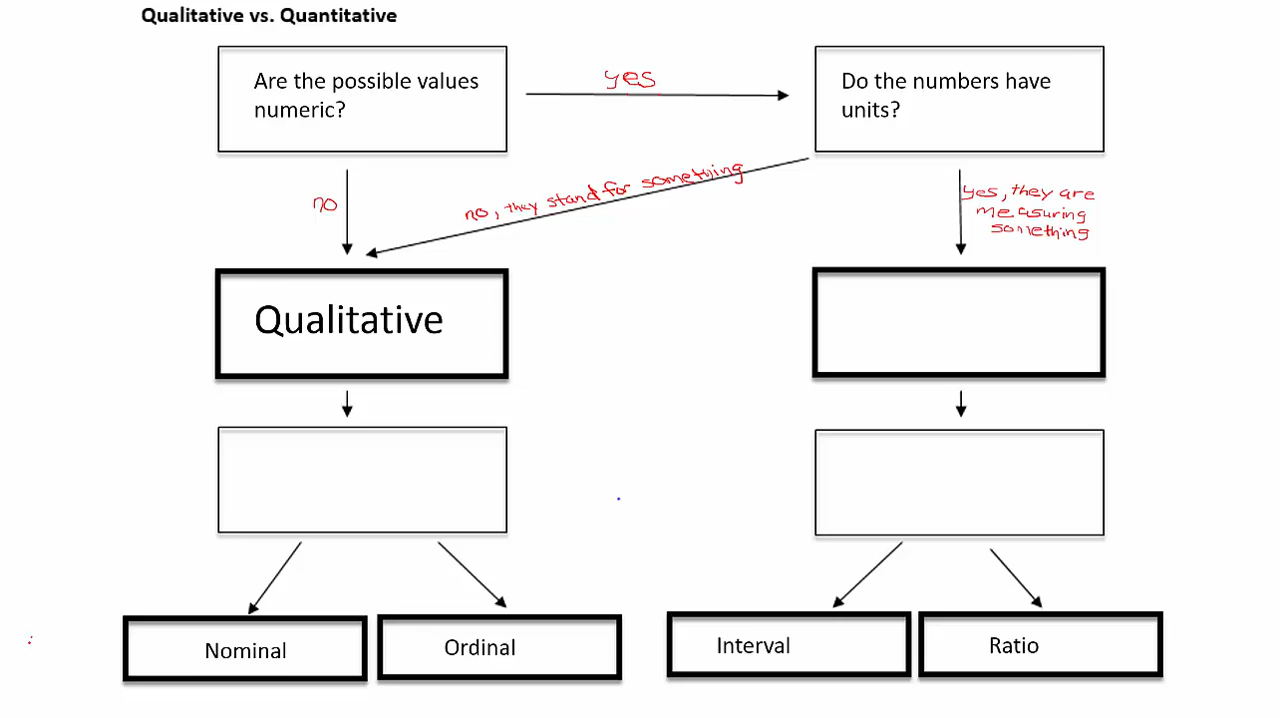 Qualitative vs. Quantitative
Are the possible values
numeric?
yes
Do the numbers have
units?
no
no, they stand for something
yes, they are
measuring
something
Qualitative
Nominal
Ordinal
Interval
Ratio